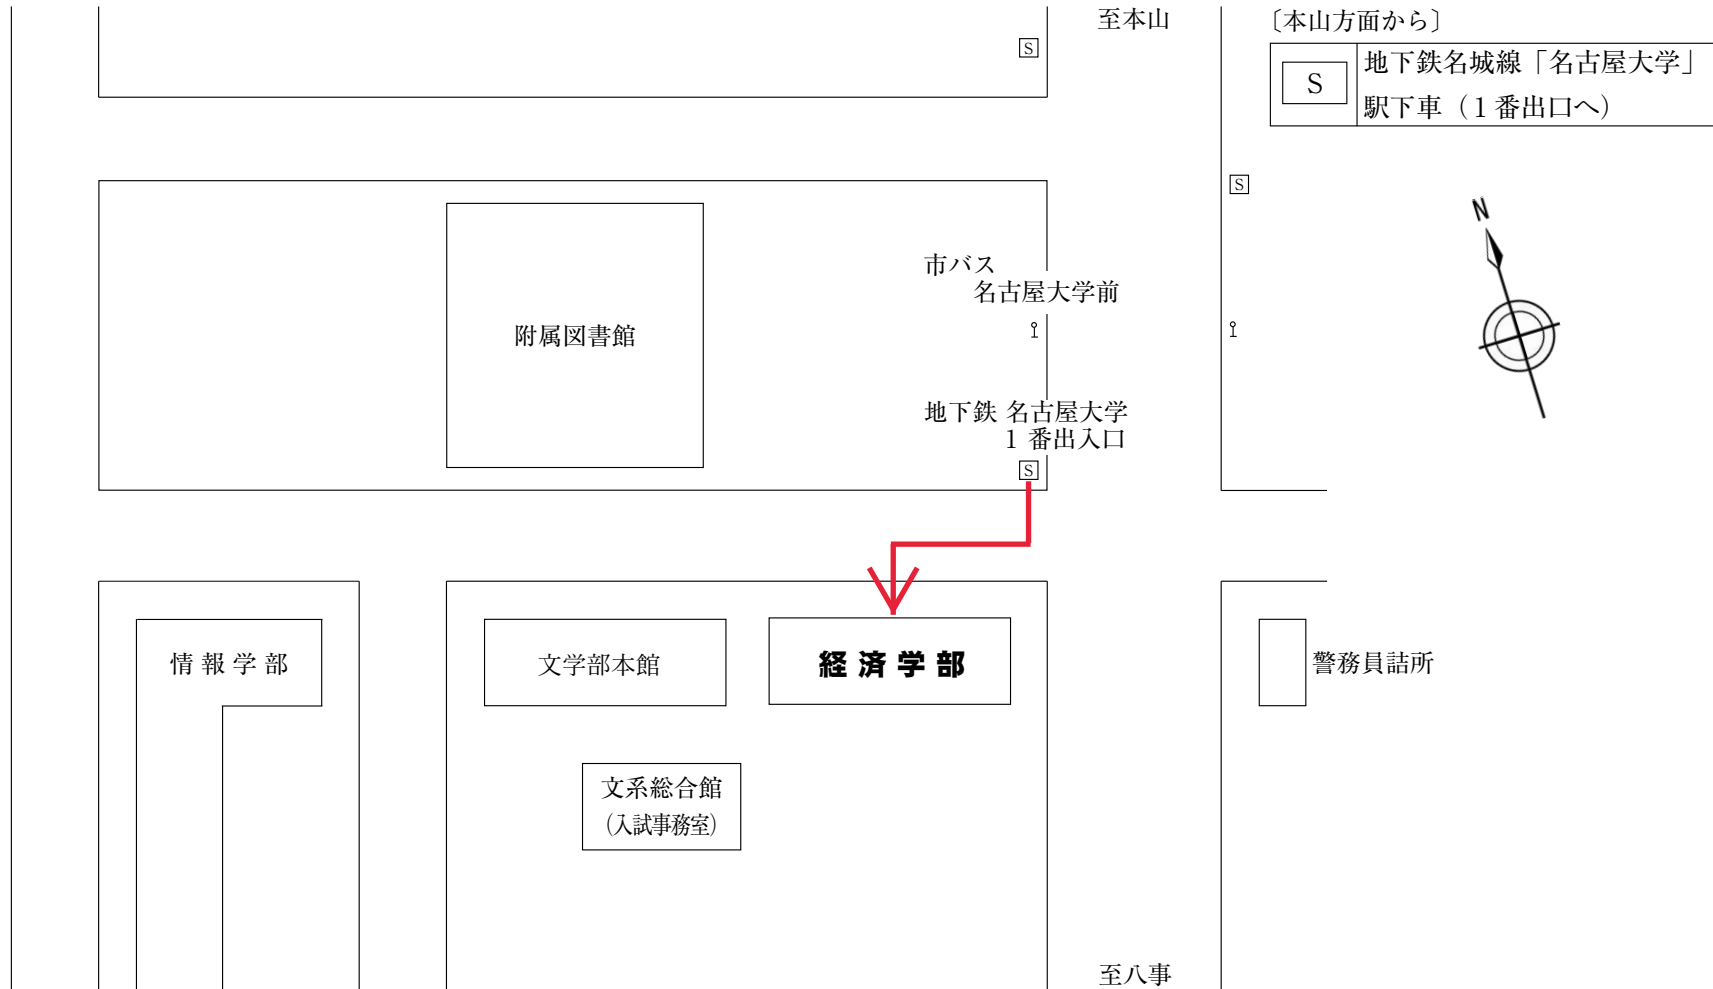 至本山
〔本山方面から〕
S
S
地下鉄名城線「名古屋大学」
駅下車（１番出口へ）
S
N
市バス
名古屋大学前
附属図書館
地下鉄 名古屋大学
１ 番出入口
S
情報学部
文学部本館
経済学部
警務員詰所
文系総合館
（入試事務室）
至八事